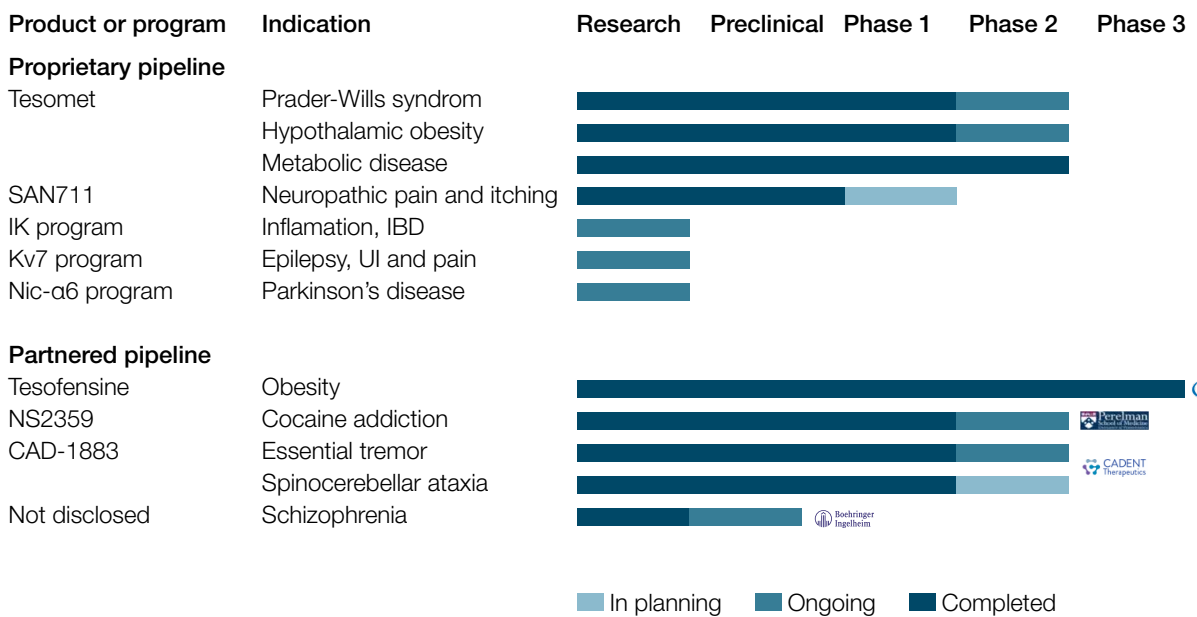 Product or program Indication Research Preclinical Phase 1 Phase 2 Phase 3
Proprietary pipeline
Tesomet Prader-Wills syndrom
Hypothalamic obesity
Metabolic disease
SAN711 Neuropathic pain and itching
IK program Inflamation, IBD
Kv7 program Epilepsy, UI and pain
Nic-α6 program Parkinson's disease
Partnered pipeline
Tesofensine Obesity
NS2359 Cocaine addiction Perelman
School of Medicine
CAD-1883 Essential tremor
CADENT
Therapeutics
Spinocerebellar ataxia
Not disclosed Schizophrenia Boehringer
Ingelheim
In planning Ongoing Completed